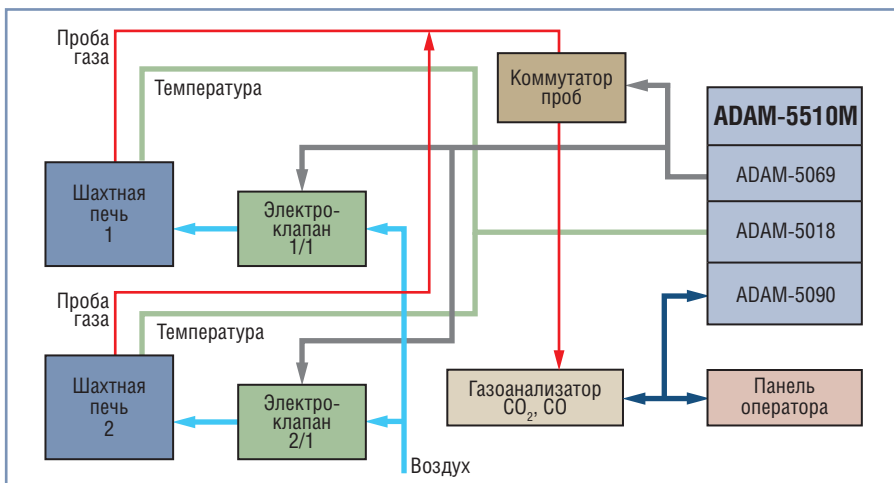 Проба
газа
Температура
Коммутатор
проб
ADAM-5510M
ADAM-5069
ADAM-5018
ADAM-5090
Шахтная
печь
1
Электро-
клапан
1/1
Проба
газа
Температура
Шахтная
печь
2
Электро-
клапан
2/1
Газоанализатор
CO₂, CO
Панель
оператора
Воздух